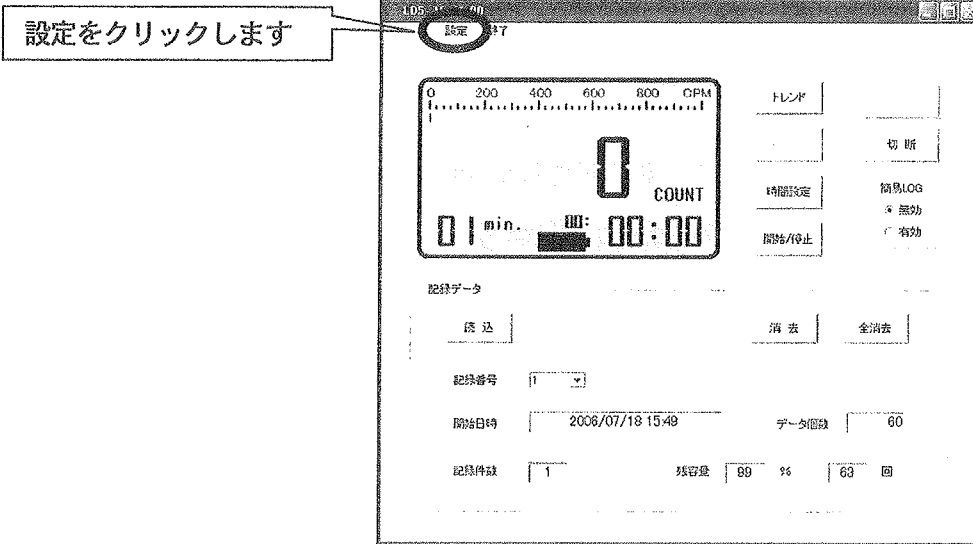 設定をクリックします
設定 終了
0 200 400 600 800 CPM
トレンド
切 断
0
COUNT
時間設定
簡易LOG
無効
有効
01 min. 00: 00:00
開始/停止
記録データ
読 込
消 去
全消去
記録番号 1
開始日時 2006/07/18 15:49 データ個数 60
記録件数 1 残容量 99 % 63 回